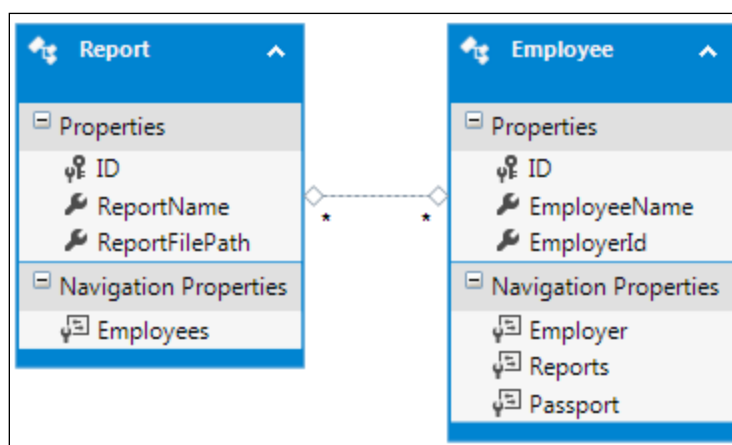 Report
Properties
ID
ReportName
ReportFilePath
Navigation Properties
Employees
*
*
Employee
Properties
ID
EmployeeName
EmployerId
Navigation Properties
Employer
Reports
Passport